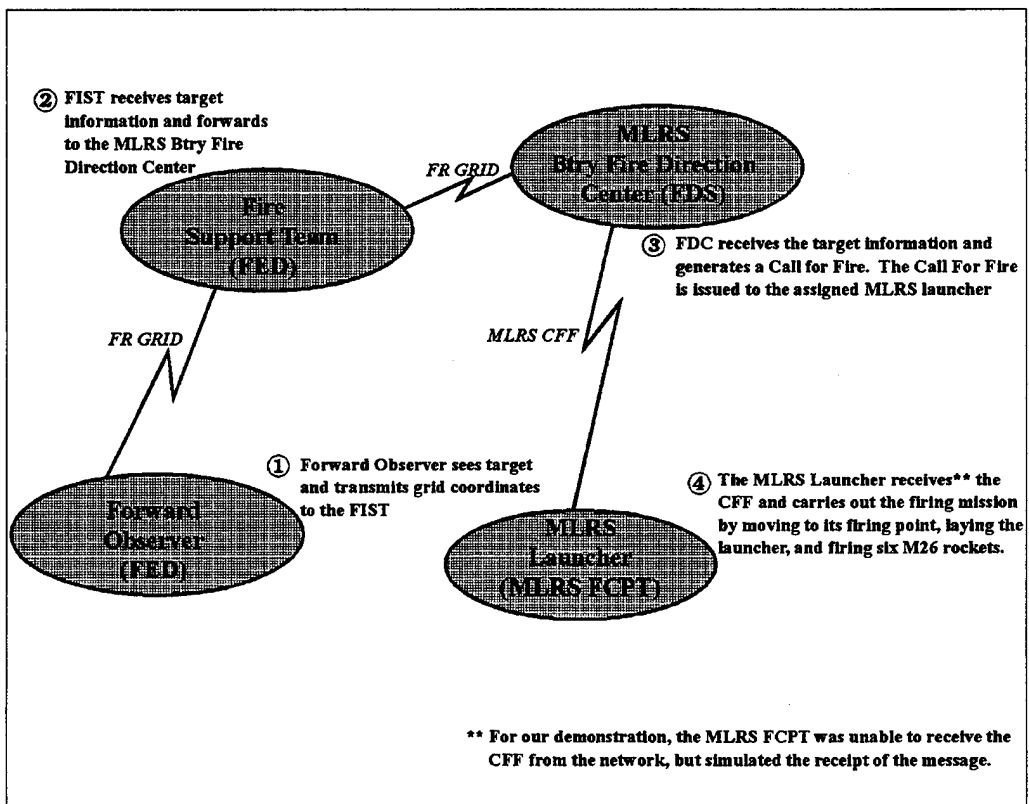 ② FIST receives target
information and forwards
to the MLRS Btry Fire
Direction Center
FR GRID
MLRS
Btry Fire Direction
Center (FDS)
Fire
Support Team
(FED)
③ FDC receives the target information and
generates a Call for Fire. The Call For Fire
is issued to the assigned MLRS launcher
FR GRID
MLRS CFF
① Forward Observer sees target
and transmits grid coordinates
to the FIST
④ The MLRS Launcher receives** the
CFF and carries out the firing mission
by moving to its firing point, laying the
launcher, and firing six M26 rockets.
Forward
Observer
(FED)
MLRS
Launcher
(MLRS FCPT)
** For our demonstration, the MLRS FCPT was unable to receive the
CFF from the network, but simulated the receipt of the message.